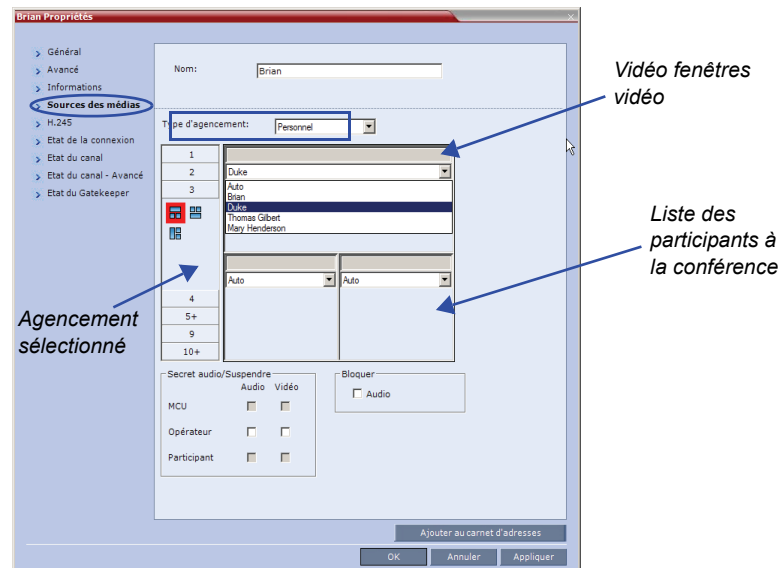 Brian Propriétés
Général
Avancé
Informations
Sources des médias
H.245
Etat de la connexion
Etat du canal
Etat du canal - Avancé
Etat du Gatekeeper
Nom: Brian
Type d'agencement: Personnel
1
2
3
4
5+
9
10+
Duke
Auto
Brian
Duke
Thomas Gilbert
Mary Henderson
Auto Auto
Secret audio/Suspendre
Audio Vidéo
MCU
Opérateur
Participant
Bloquer
Audio
Ajouter au carnet d'adresses
OK Annuler Appliquer
Vidéo fenêtres
vidéo
Liste des
participants à
la conférence
Agencement
sélectionné